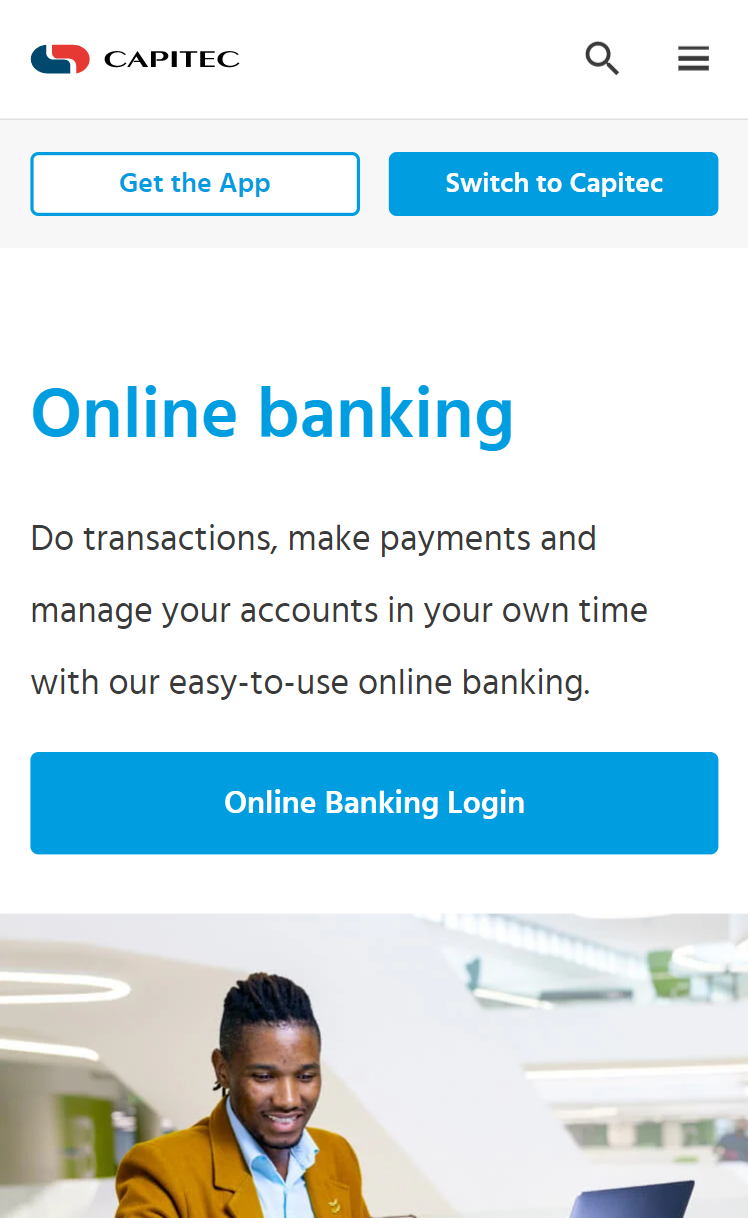 CAPITEC
Get the App
Switch to Capitec
Online banking
Do transactions, make payments and
manage your accounts in your own time
with our easy-to-use online banking.
Online Banking Login